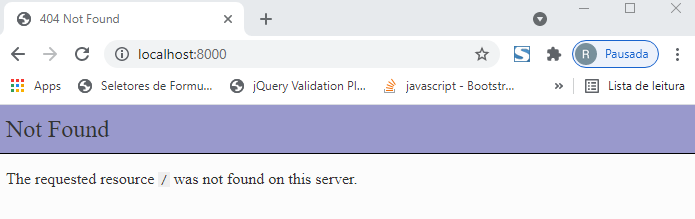 404 Not Found
localhost:8000
R Pausada
Apps Seletores de Formu... jQuery Validation Pl... javascript - Bootstr... » Lista de leitura
Not Found
The requested resource / was not found on this server.